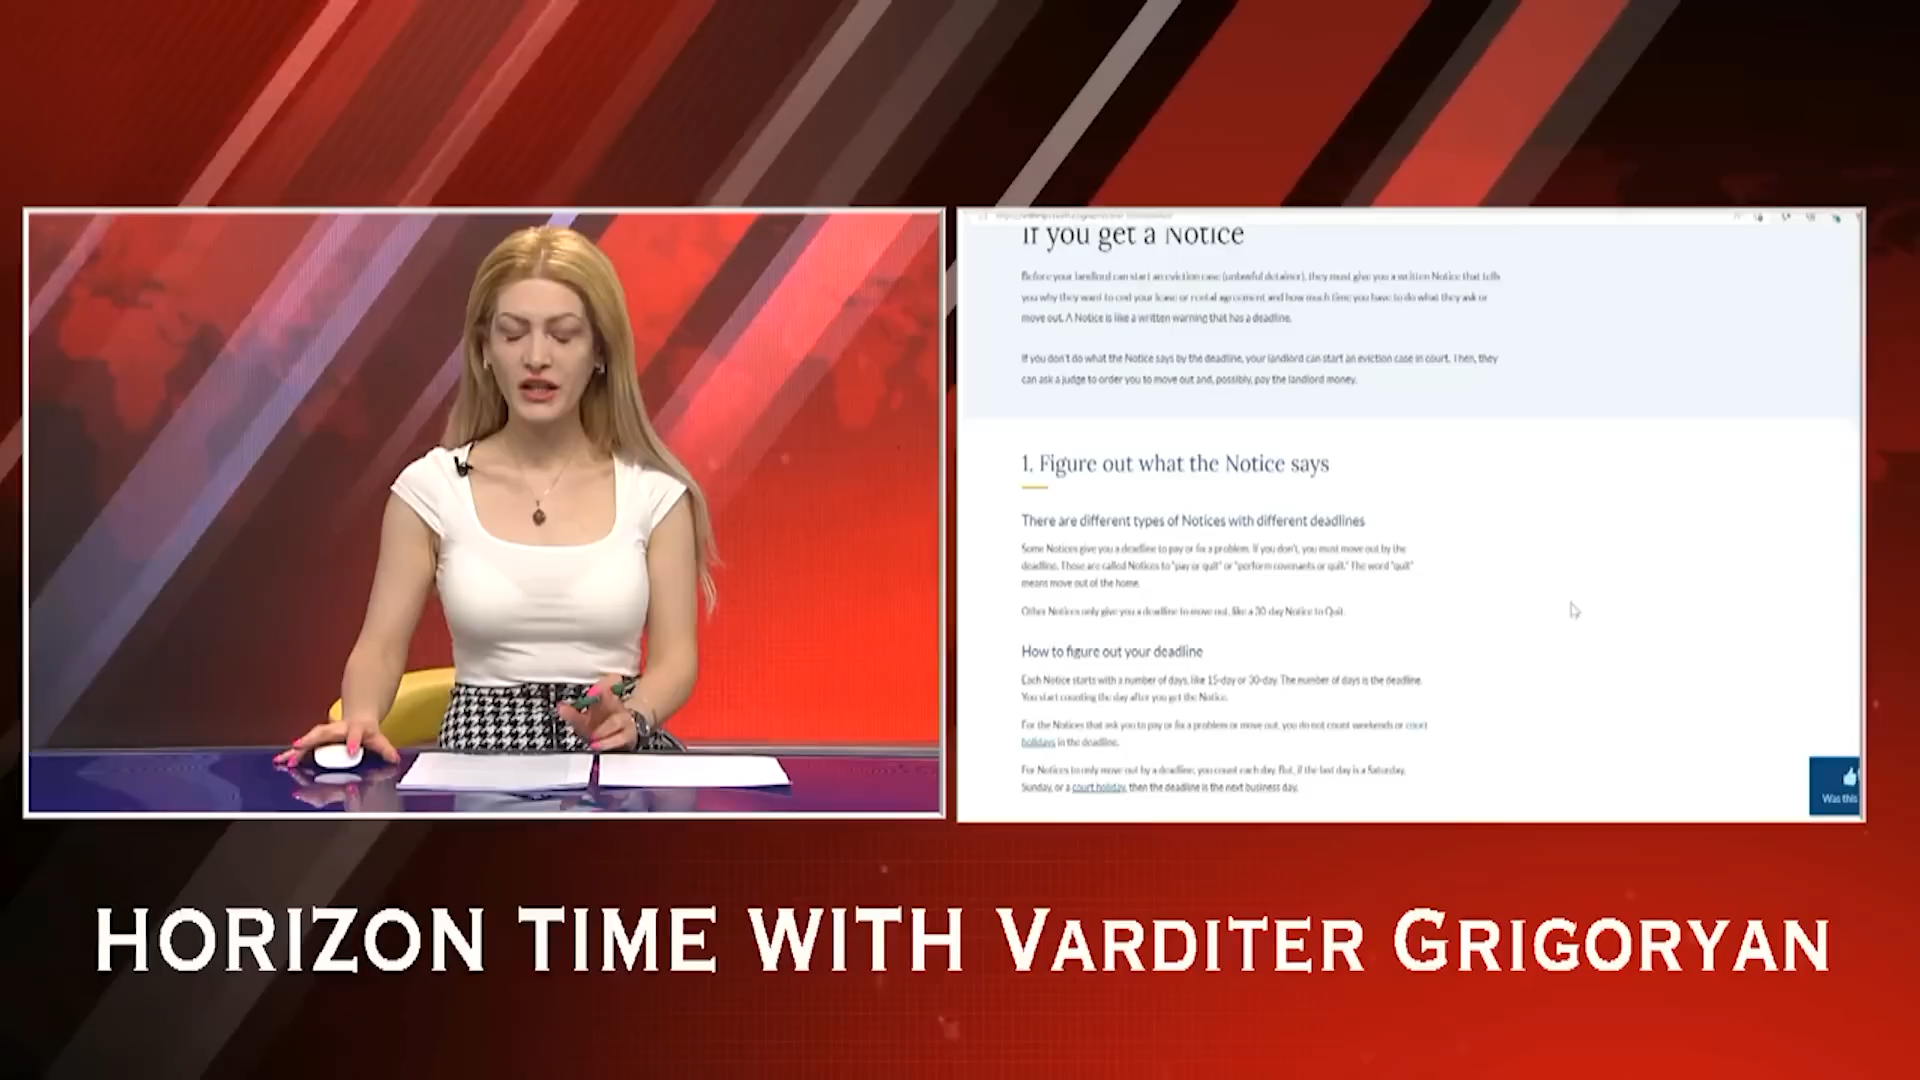 If you get a Notice
Before your landlord can start an eviction case (unlawful detainer), they must give you a written Notice that tells
you why they want to end your lease or rental agreement and how much time you have to do what they ask or
move out. A Notice is like a written warning that has a deadline.
If you don't do what the Notice says by the deadline, your landlord can start an eviction case in court. Then, they
can ask a judge to order you to move out and, possibly, pay the landlord money.
1. Figure out what the Notice says
There are different types of Notices with different deadlines
Some Notices give you a deadline to pay or fix a problem. If you don't, you must move out by the
deadline. These are called Notices to "pay or quit" or "perform covenants or quit." The word "quit"
means move out of the home.
Other Notices only give you a deadline to move out, like a 30-day Notice to Quit.
How to figure out your deadline
Each Notice starts with a number of days, like 15-day or 30-day. The number of days is the deadline.
You start counting the day after you get the Notice.
For the Notices that ask you to pay or fix a problem or move out, you do not count weekends or court
holidays in the deadline.
For Notices to only move out by a deadline, you count each day. But, if the last day is a Saturday,
Sunday, or a court holiday, then the deadline is the next business day.
Was this
HORIZON TIME WITH VARDITER GRIGORYAN